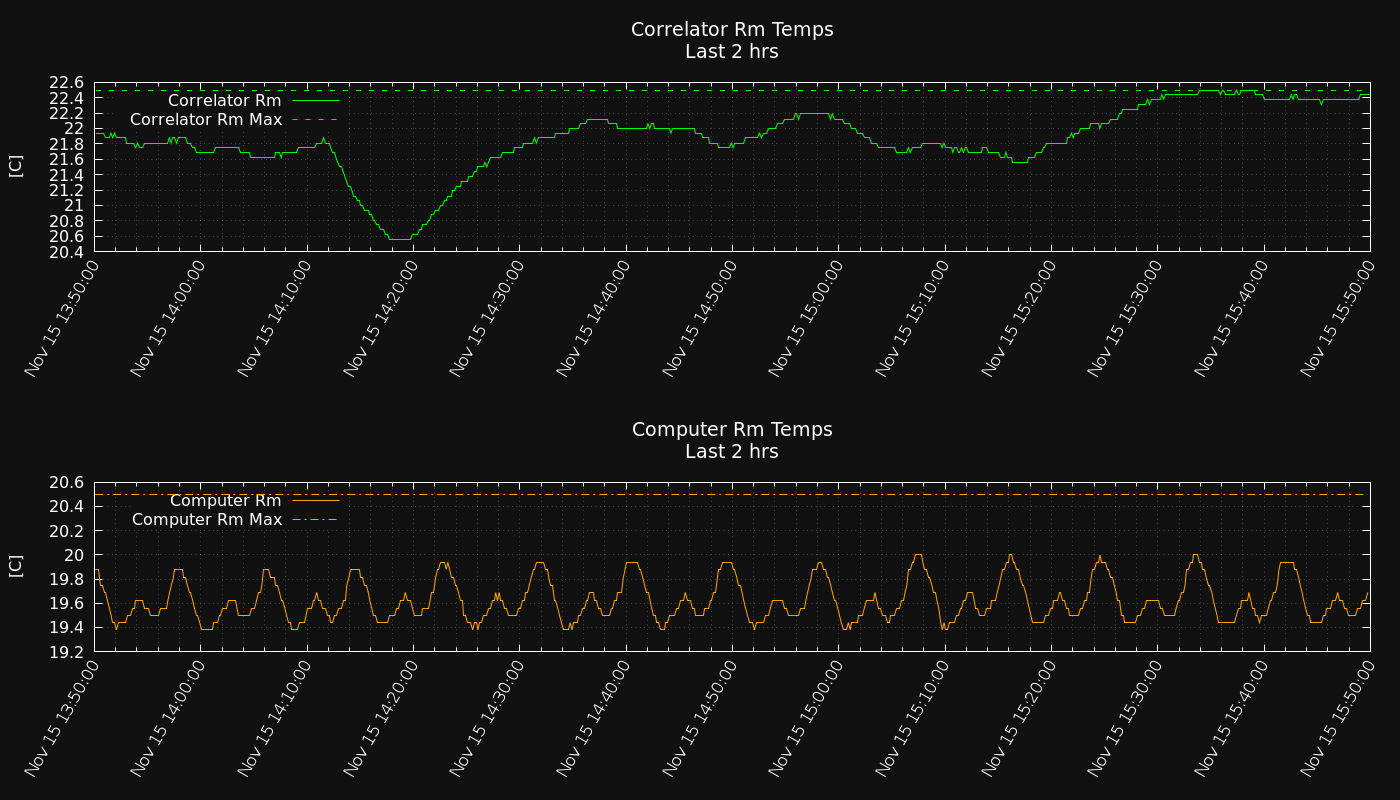 Correlator Rm Temps
Last 2 hrs
22.6
22.4
22.2
22
21.8
21.6
21.4
21.2
21
20.8
20.6
20.4
[C]
Correlator Rm
Correlator Rm Max
Nov 15 13:50:00
Nov 15 14:00:00
Nov 15 14:10:00
Nov 15 14:20:00
Nov 15 14:30:00
Nov 15 14:40:00
Nov 15 14:50:00
Nov 15 15:00:00
Nov 15 15:10:00
Nov 15 15:20:00
Nov 15 15:30:00
Nov 15 15:40:00
Nov 15 15:50:00
Computer Rm Temps
Last 2 hrs
20.6
20.4
20.2
20
19.8
19.6
19.4
19.2
[C]
Computer Rm
Computer Rm Max
Nov 15 13:50:00
Nov 15 14:00:00
Nov 15 14:10:00
Nov 15 14:20:00
Nov 15 14:30:00
Nov 15 14:40:00
Nov 15 14:50:00
Nov 15 15:00:00
Nov 15 15:10:00
Nov 15 15:20:00
Nov 15 15:30:00
Nov 15 15:40:00
Nov 15 15:50:00